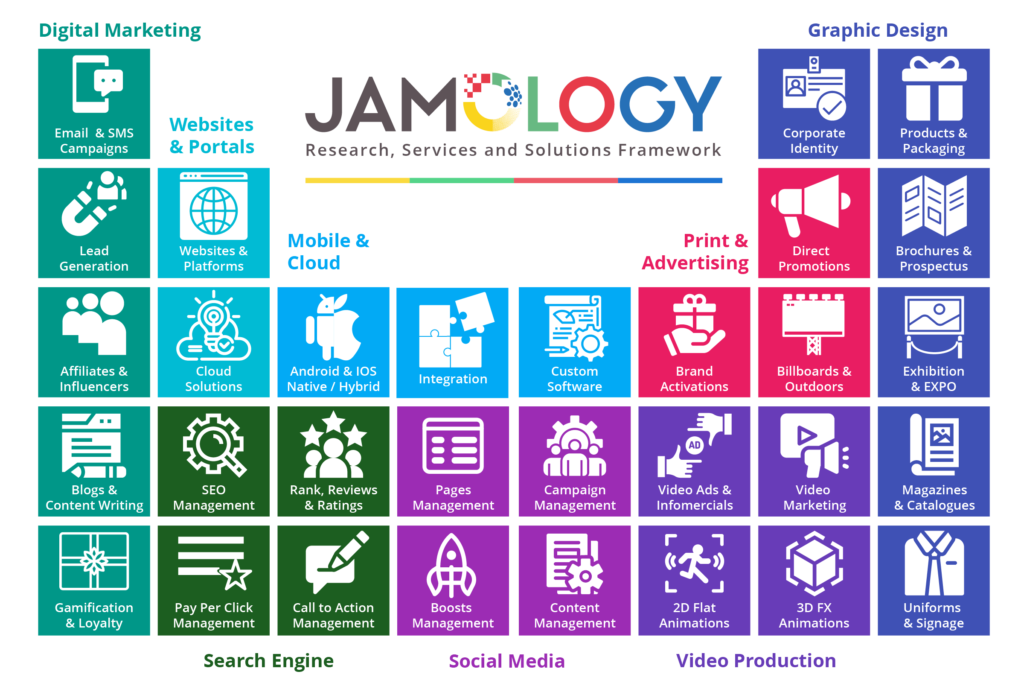 Digital Marketing
Graphic Design
JAMOLOGY
Research, Services and Solutions Framework
Email & SMS
Campaigns
Websites
& Portals
Corporate
Identity
Products &
Packaging
Lead
Generation
Websites &
Platforms
Mobile &
Cloud
Print &
Advertising
Direct
Promotions
Brochures &
Prospectus
Affiliates &
Influencers
Cloud
Solutions
Android & IOS
Native / Hybrid
Integration
Custom
Software
Brand
Activations
Billboards &
Outdoors
Exhibition
& EXPO
Blogs &
Content Writing
SEO
Management
Rank, Reviews
& Ratings
Pages
Management
Campaign
Management
AD
Video Ads &
Infomercials
Video
Marketing
Magazines
& Catalogues
Gamification
& Loyalty
Pay Per Click
Management
Call to Action
Management
Boosts
Management
Content
Management
2D Flat
Animations
3D FX
Animations
Uniforms
& Signage
Search Engine
Social Media
Video Production